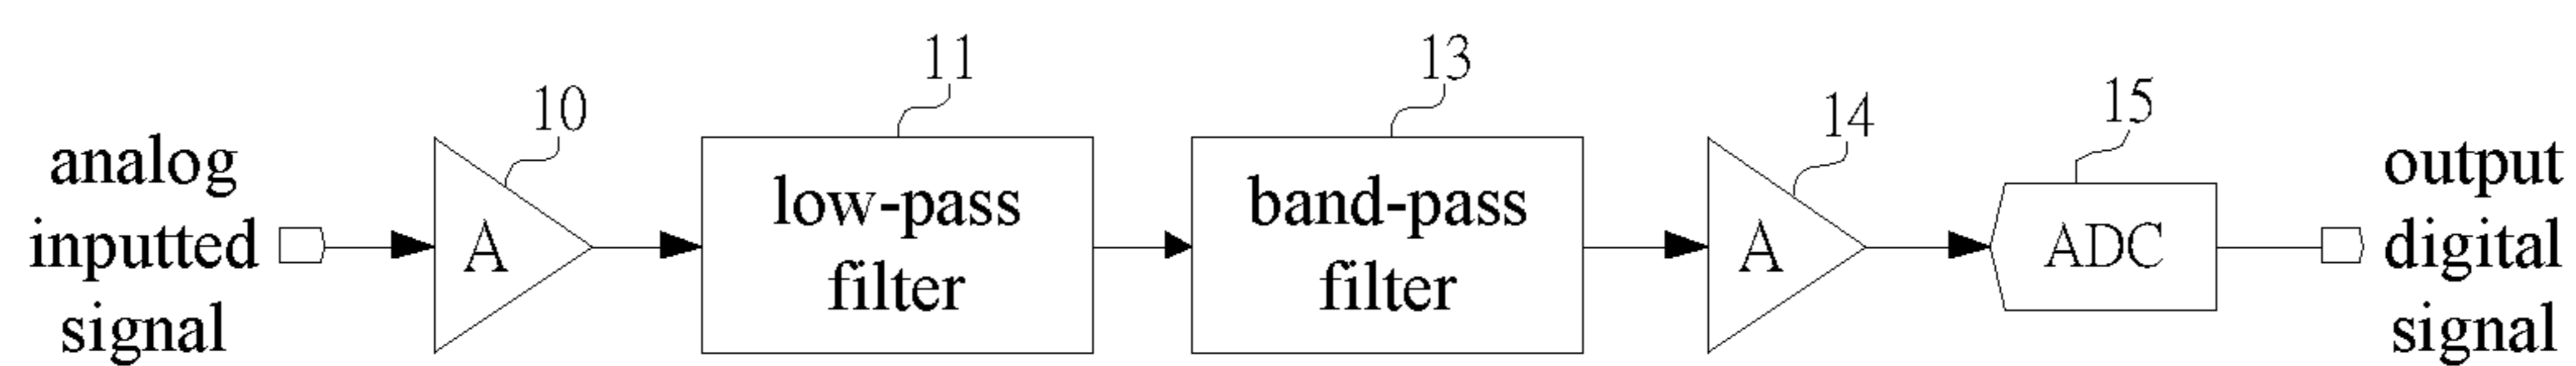 analog
inputted
signal
10
A
11
low-pass
filter
13
band-pass
filter
14
A
15
ADC
output
digital
signal